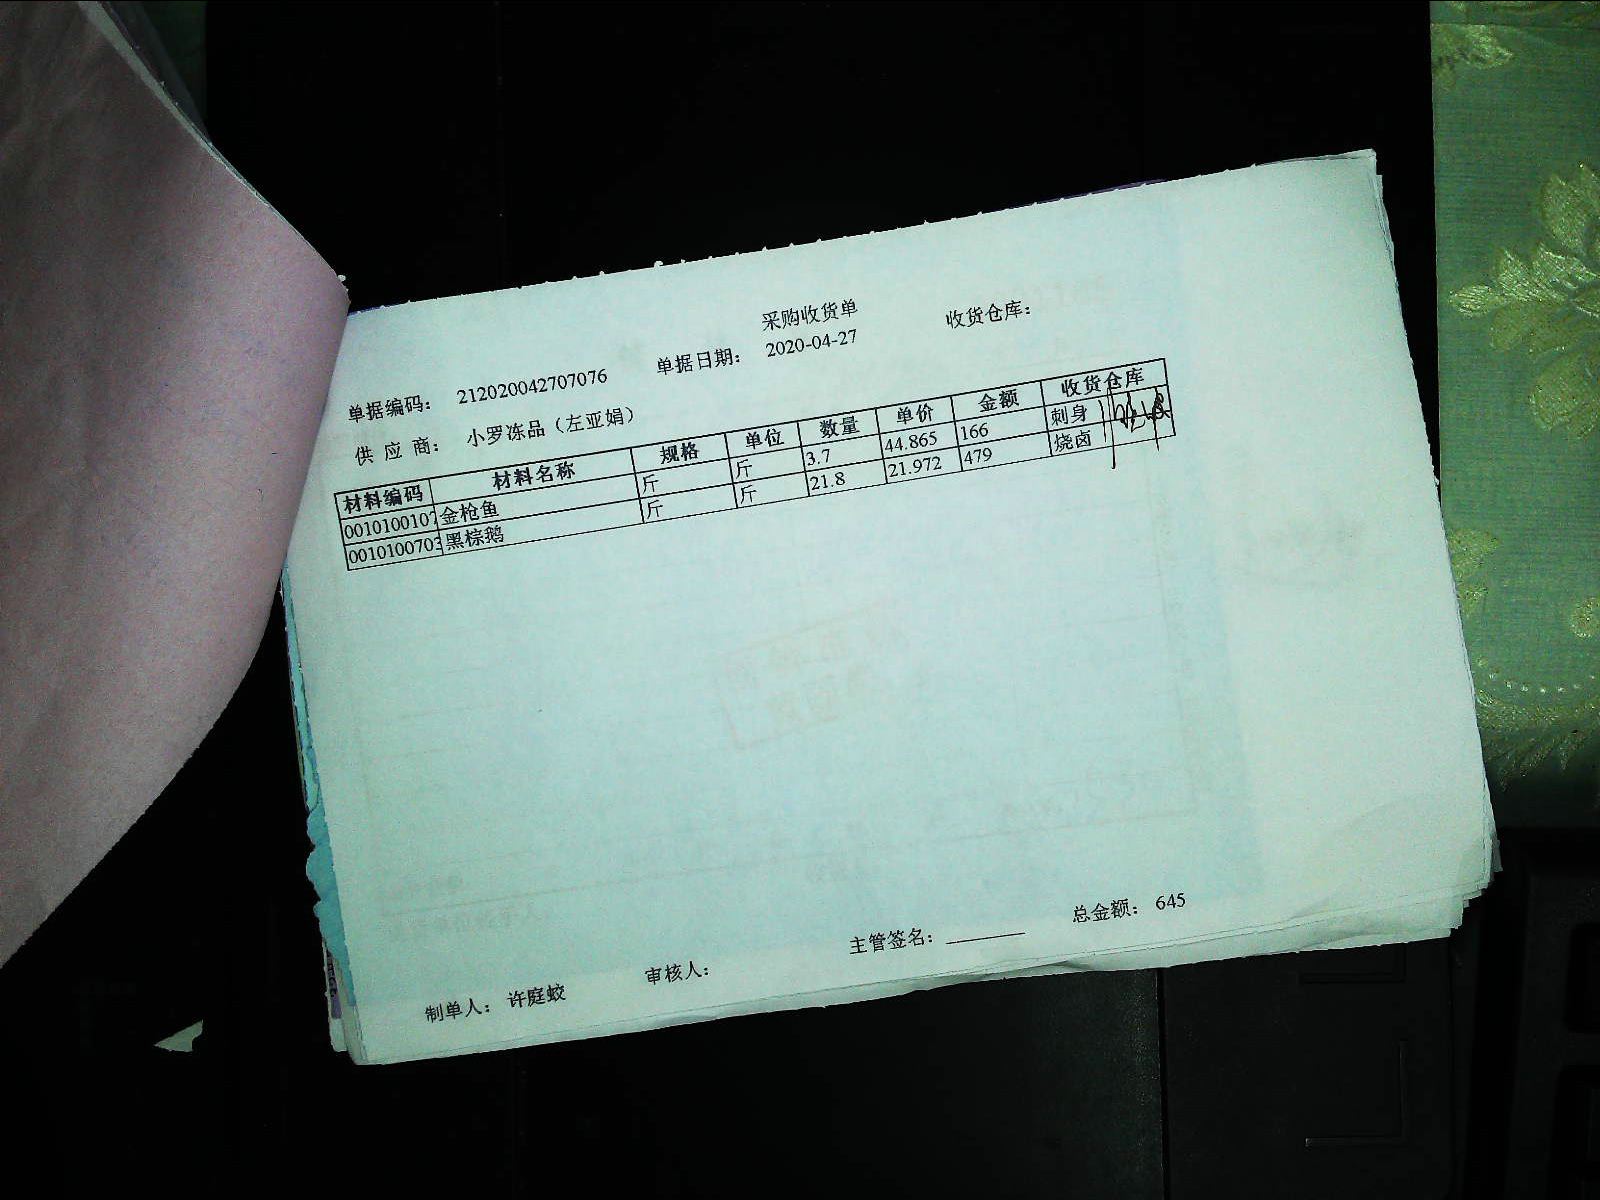 采购收货单
单据编码： 212020042707076 单据日期： 2020-04-27 收货仓库：
供 应 商： 小罗冻品（左亚娟）
材料编码 材料名称 规格 单位 数量 单价 金额 收货仓库
0010100107 金枪鱼 斤 斤 3.7 44.865 166 刺身
0010100703 黑棕鹅 斤 斤 21.8 21.972 479 烧卤
总金额： 645
制单人： 许庭蛟 审核人： 主管签名：